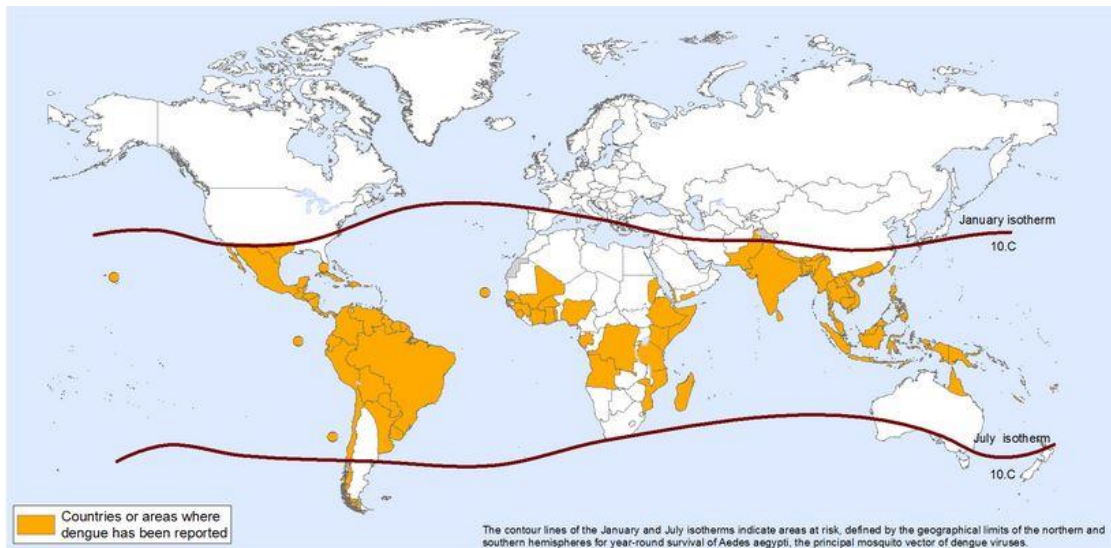 January isotherm
10.C
July isotherm
10.C
Countries or areas where
dengue has been reported
The contour lines of the January and July isotherms indicate areas at risk, defined by the geographical limits of the northern and
southern hemispheres for year-round survival of Aedes aegypti, the principal mosquito vector of dengue viruses.